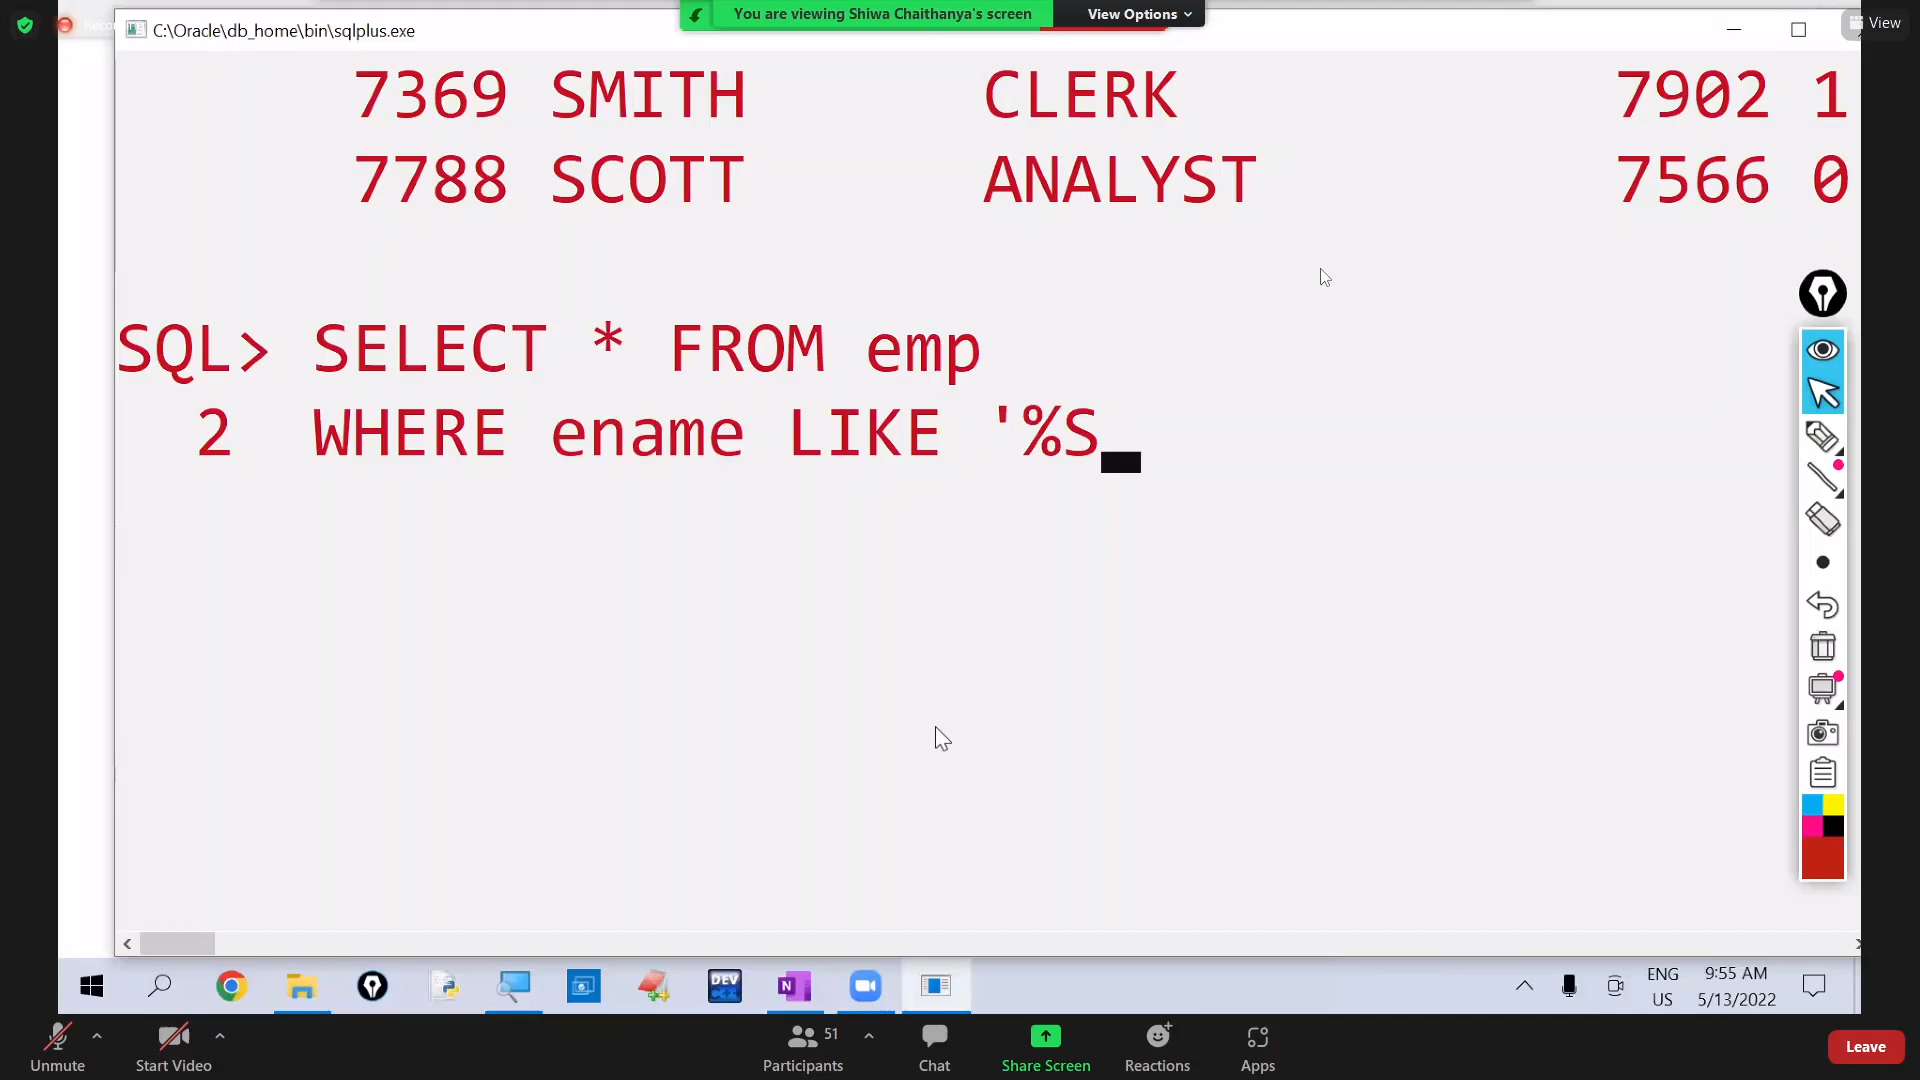 You are viewing Shiwa Chaithanya's screen
View Options
View
C:\Oracle\db_home\bin\sqlplus.exe
7369 SMITH CLERK 7902 1
7788 SCOTT ANALYST 7566 0
SQL> SELECT * FROM emp
2 WHERE ename LIKE '%S_
DEV
N
ENG
US
9:55 AM
5/13/2022
Unmute
Start Video
Participants
51
Chat
Share Screen
Reactions
Apps
Leave